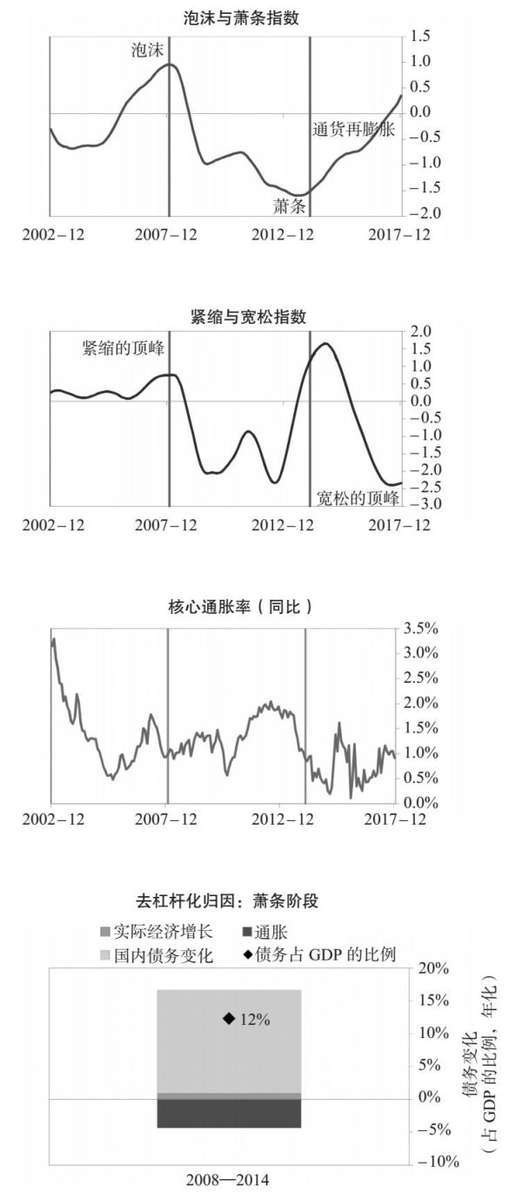 泡沫与萧条指数
泡沫
通货再膨胀
萧条
1.5
1.0
0.5
0.0
−0.5
−1.0
−1.5
−2.0
2002−12 2007−12 2012−12 2017−12
紧缩与宽松指数
紧缩的顶峰
宽松的顶峰
2.0
1.5
1.0
0.5
0.0
−0.5
−1.0
−1.5
−2.0
−2.5
−3.0
2002−12 2007−12 2012−12 2017−12
核心通胀率（同比）
3.5%
3.0%
2.5%
2.0%
1.5%
1.0%
0.5%
0.0%
2002−12 2007−12 2012−12 2017−12
去杠杆化归因：萧条阶段
实际经济增长 通胀
国内债务变化 债务占 GDP 的比例
12%
20%
15%
10%
5%
0%
−5%
−10%
债务变化
（占 GDP 的比例，年化）
2008—2014